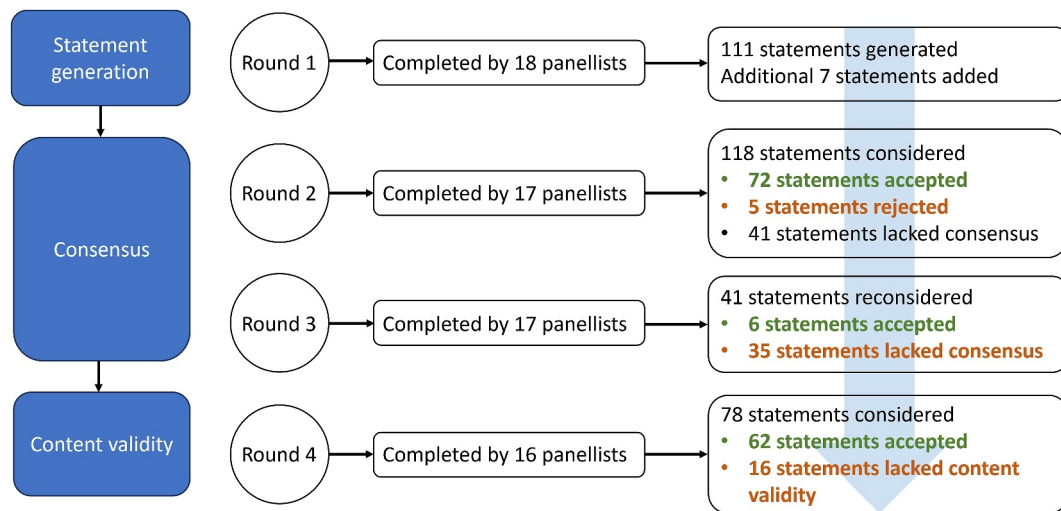 Statement
generation
Round 1
Completed by 18 panellists
111 statements generated
Additional 7 statements added
Consensus
Round 2
Completed by 17 panellists
118 statements considered
• 72 statements accepted
• 5 statements rejected
• 41 statements lacked consensus
Round 3
Completed by 17 panellists
41 statements reconsidered
• 6 statements accepted
• 35 statements lacked consensus
Content validity
Round 4
Completed by 16 panellists
78 statements considered
• 62 statements accepted
• 16 statements lacked content
validity